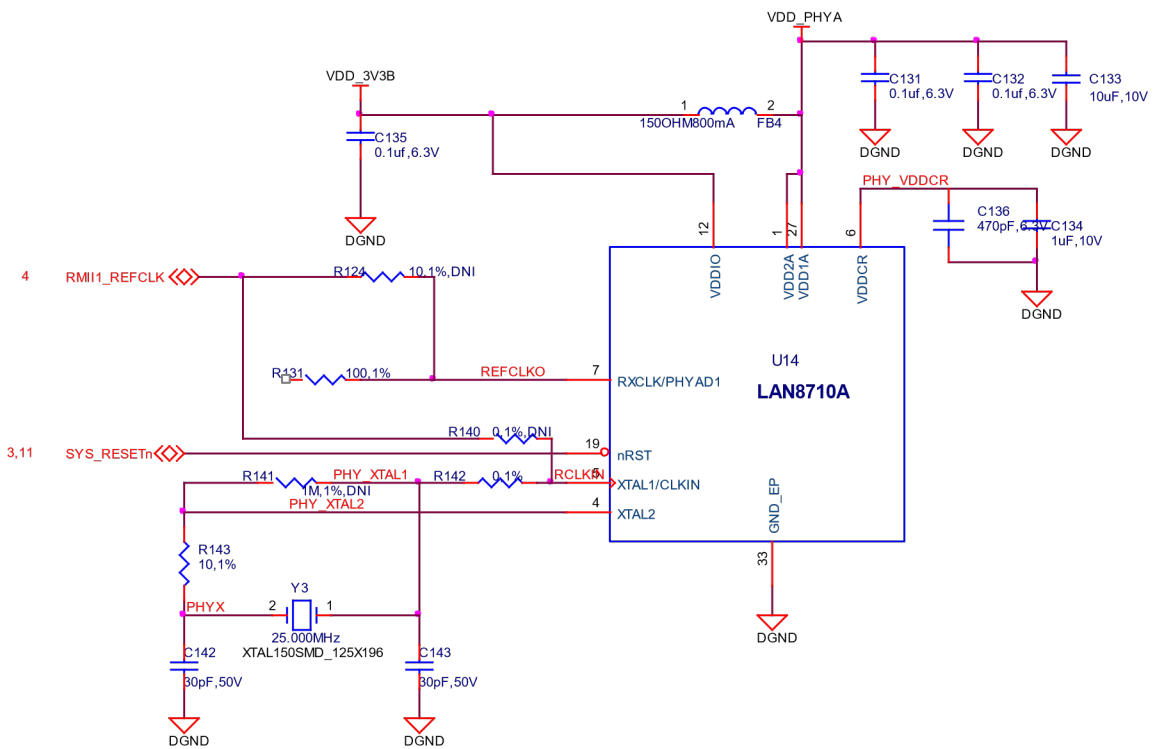 VDD_PHYA
VDD_3V3B
C131
0.1uf,6.3V
C132
0.1uf,6.3V
C133
10uF,10V
1
2
150OHM800mA
FB4
C135
0.1uf,6.3V
DGND
DGND
PHY_VDDCR
C136
470pF,6.3V
C134
1uF,10V
DGND
12
1
27
6
DGND
4
RMII1_REFCLK
R124
10,1%,DNI
VDDIO
VDD2A
VDD1A
VDDCR
U14
LAN8710A
R131
100,1%
REFCLKO
7
RXCLK/PHYAD1
R140
0,1%,DNI
3,11
SYS_RESETn
19
nRST
R141
1M,1%,DNI
PHY_XTAL1
R142
0,1%
RCLKIN
5
XTAL1/CLKIN
PHY_XTAL2
4
XTAL2
GND_EP
33
R143
10,1%
Y3
PHYX
2
1
25.000MHz
XTAL150SMD_125X196
DGND
C142
30pF,50V
C143
30pF,50V
DGND
DGND